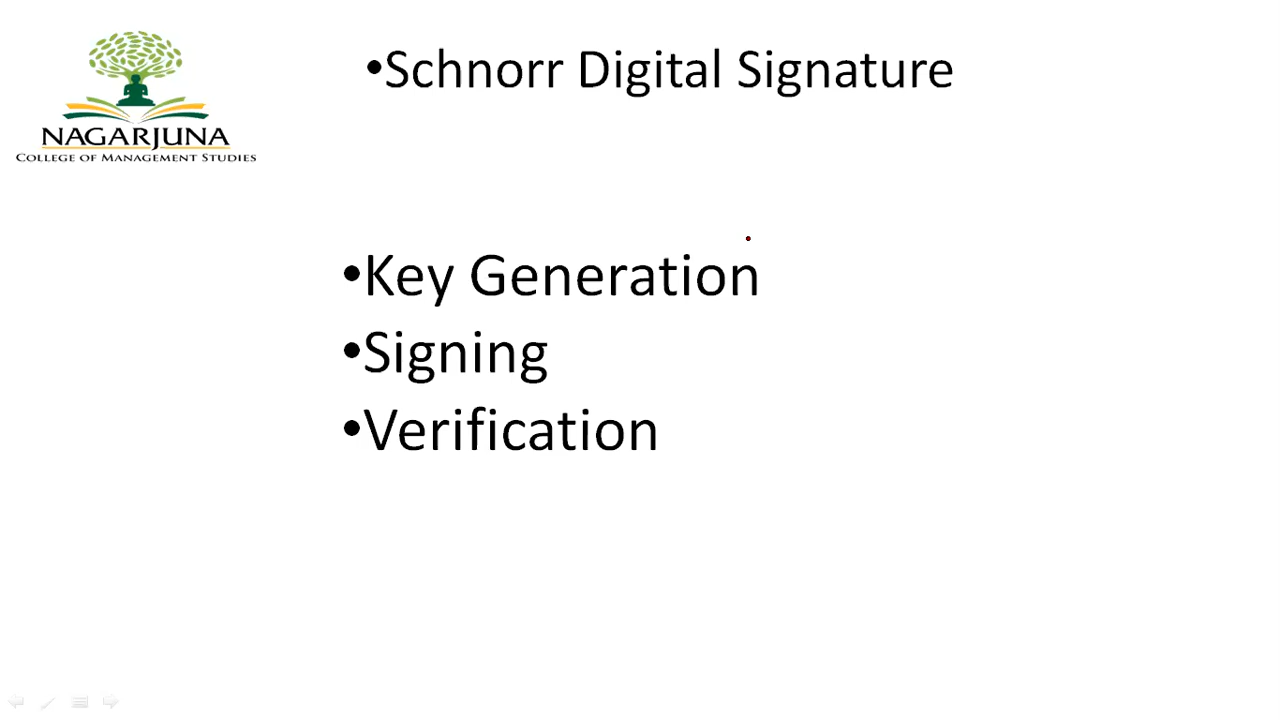 NAGARJUNA
COLLEGE OF MANAGEMENT STUDIES
•Schnorr Digital Signature
•Key Generation
•Signing
•Verification